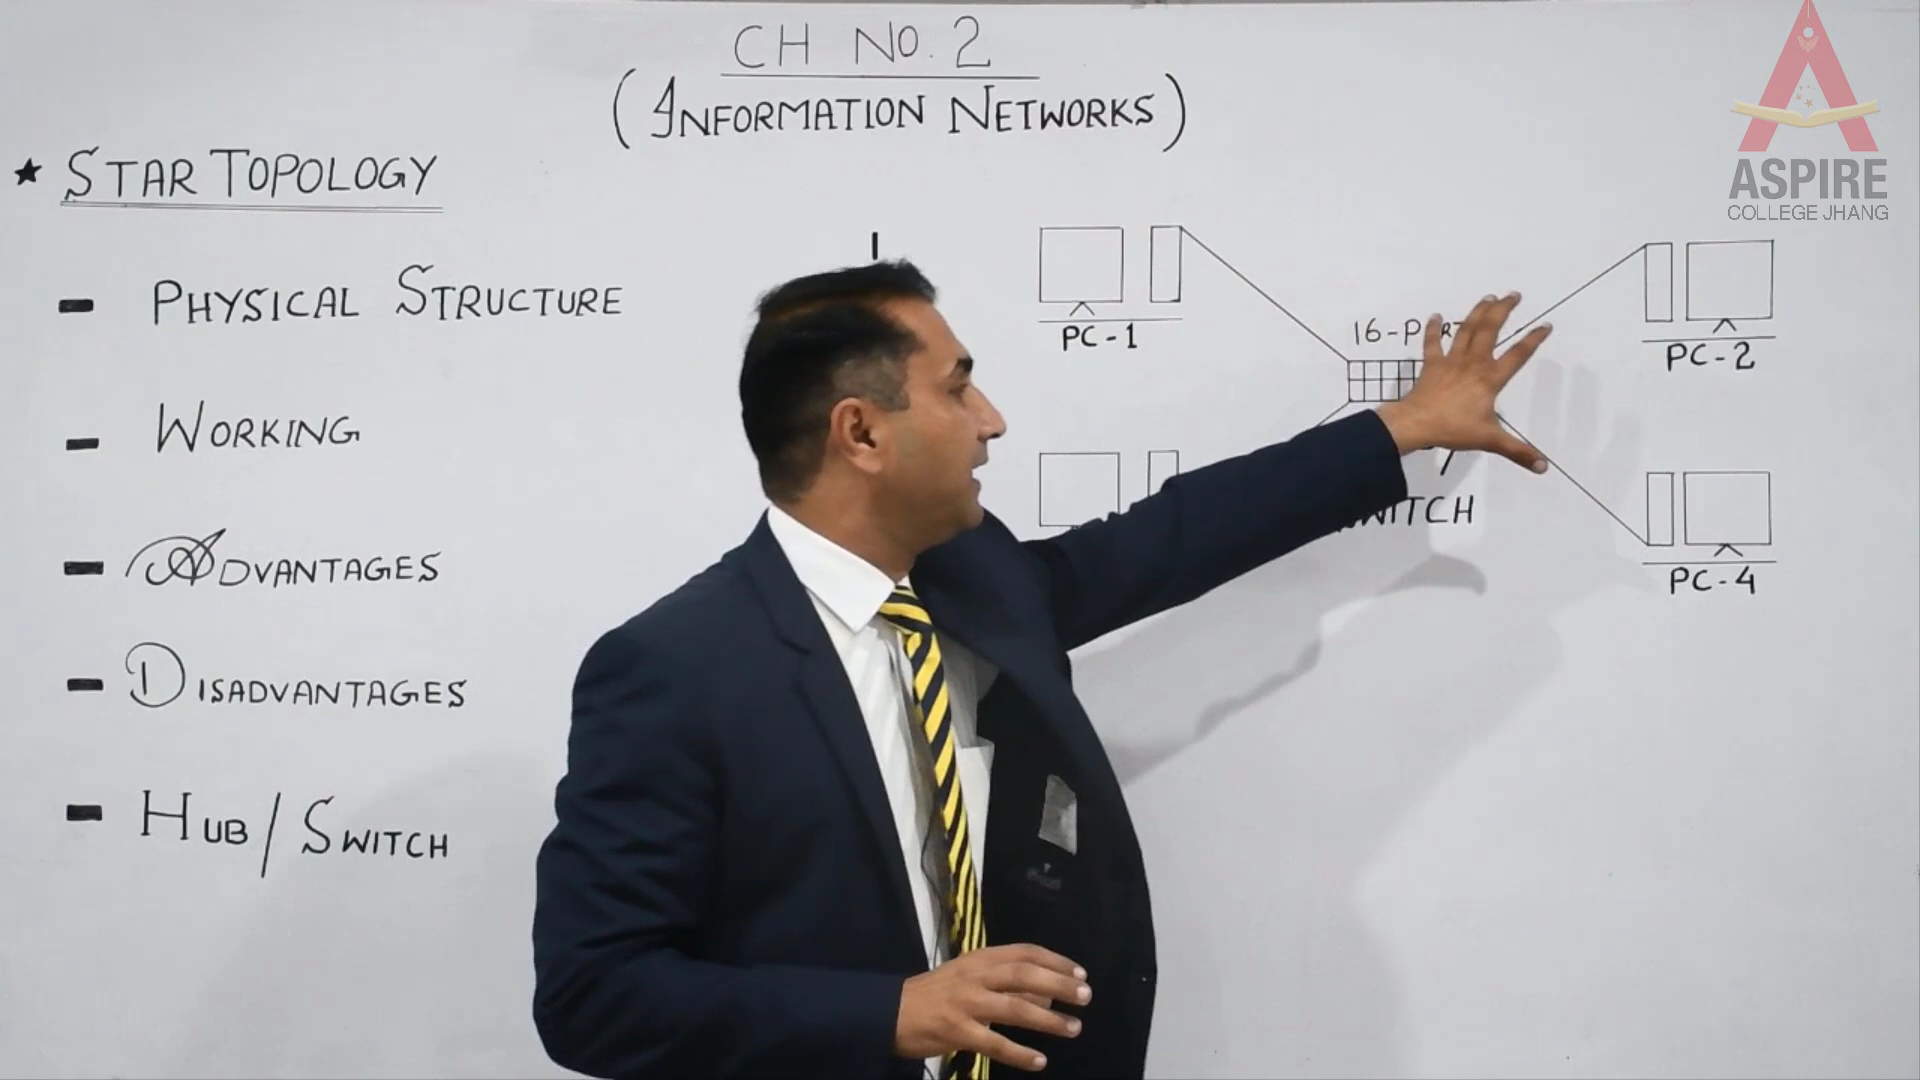 CH NO. 2
(INFORMATION NETWORKS)
★ STAR TOPOLOGY
- PHYSICAL STRUCTURE
- WORKING
- ADVANTAGES
- DISADVANTAGES
- HUB / SWITCH
PC-1
PC-2
PC-4
16-P
ASPIRE
COLLEGE JHANG